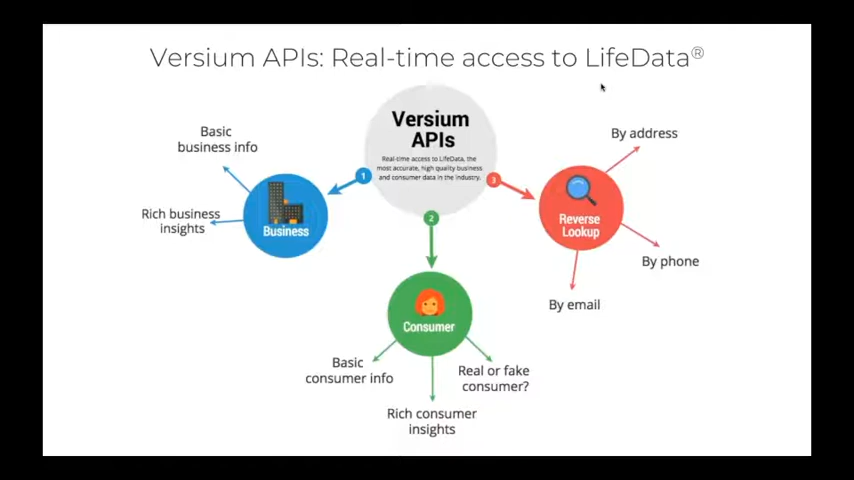 Versium APIs: Real-time access to LifeData®
Versium
APIs
Real-time access to LifeData, the
most accurate, high quality business
and consumer data in the industry.
1
2
3
Basic
business info
Rich business
insights
Business
Consumer
Basic
consumer info
Rich consumer
insights
Real or fake
consumer?
Reverse
Lookup
By address
By phone
By email